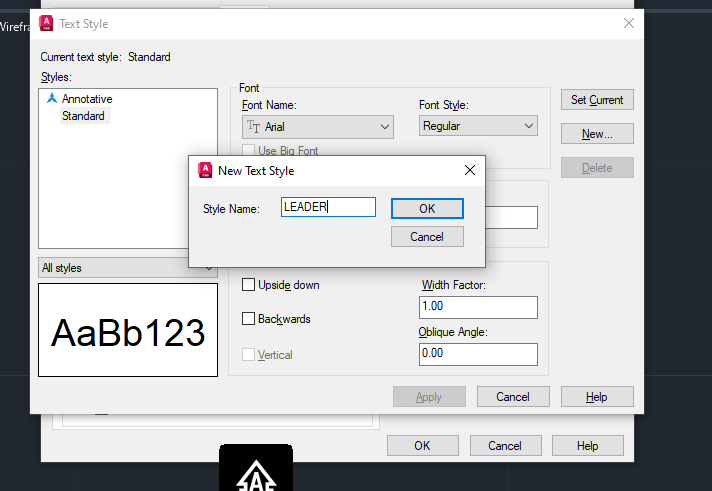 Wirefra
Text Style
Current text style: Standard
Styles:
Annotative
Standard
Font
Font Name:
Arial
Font Style:
Regular
Use Big Font
Set Current
New...
Delete
New Text Style
Style Name:
LEADER
OK
Cancel
All styles
AaBb123
Upside down
Backwards
Vertical
Width Factor:
1.00
Oblique Angle:
0.00
Apply
Cancel
Help
OK
Cancel
Help